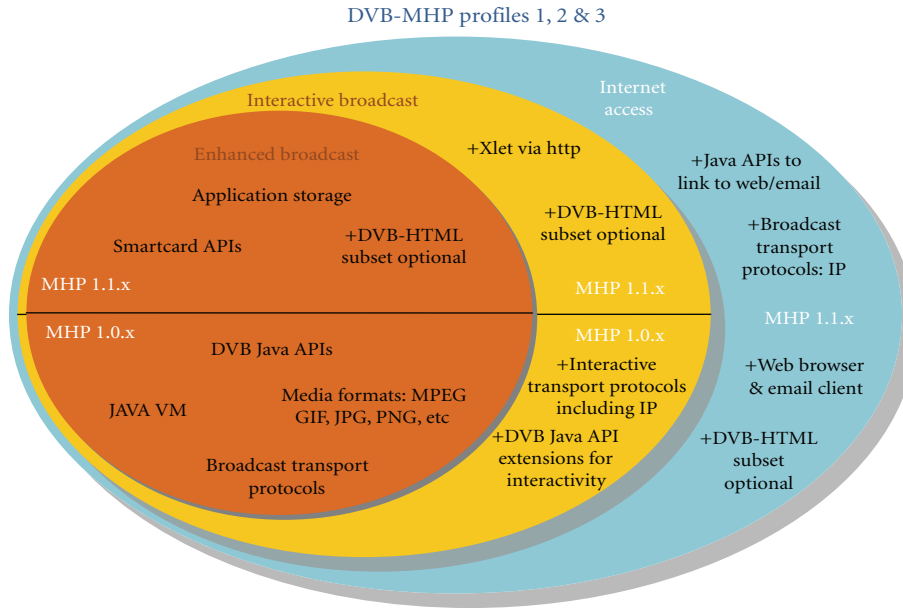 DVB-MHP profiles 1, 2 & 3
Interactive broadcast
Internet
access
Enhanced broadcast
+Xlet via http
+Java APIs to
link to web/email
Application storage
+DVB-HTML
subset optional
Smartcard APIs
+DVB-HTML
subset optional
+Broadcast
transport
protocols: IP
MHP 1.1.x
MHP 1.1.x
MHP 1.1.x
MHP 1.0.x
MHP 1.0.x
DVB Java APIs
+Interactive
transport protocols
including IP
+Web browser
& email client
JAVA VM
Media formats: MPEG
GIF, JPG, PNG, etc
+DVB Java API
extensions for
interactivity
+DVB-HTML
subset
optional
Broadcast transport
protocols